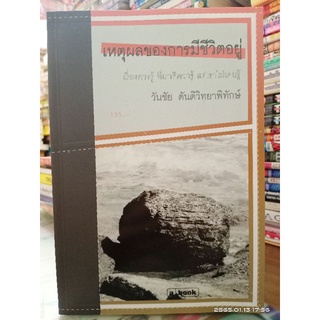 เหตุผลของการมีชีวิตอยู่
วันชัย ตันติวิทยาพิทักษ์
a book
2565.01.13 17:56